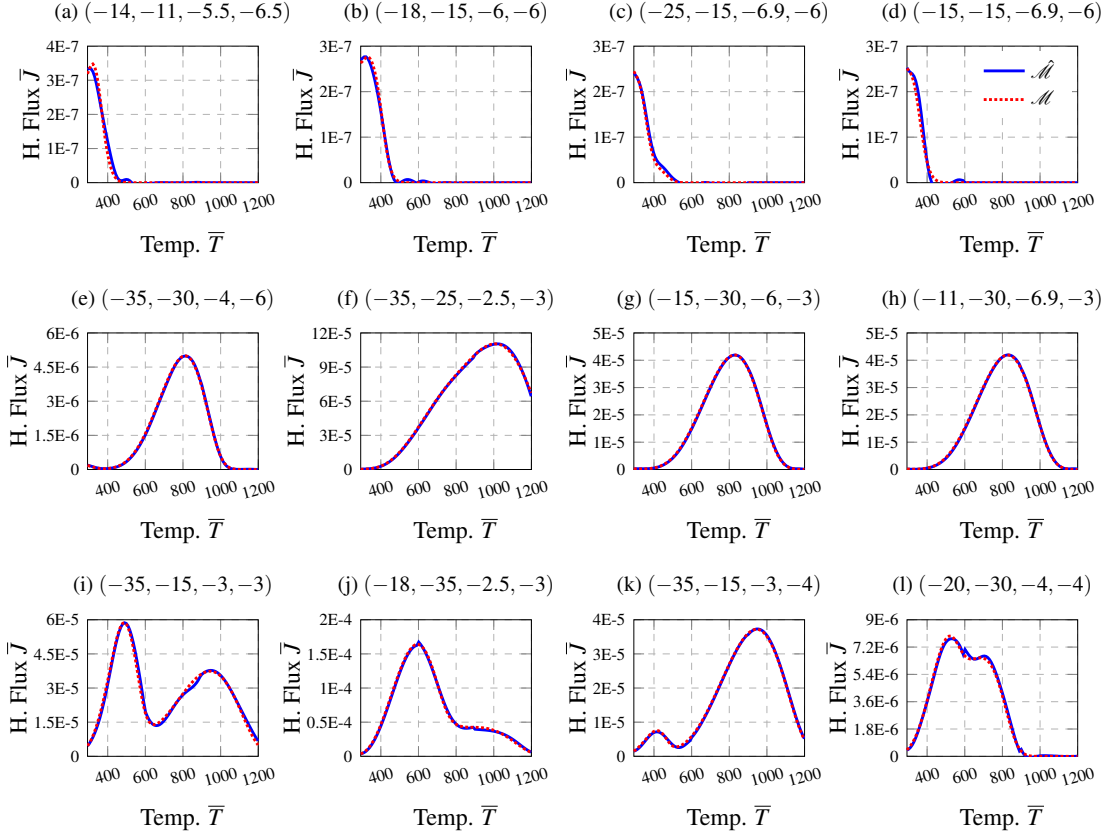 (a) (−14, −11, −5.5, −6.5)
(b) (−18, −15, −6, −6)
(c) (−25, −15, −6.9, −6)
(d) (−15, −15, −6.9, −6)
4E-7
3E-7
2E-7
1E-7
0
H. Flux J̅
400 600 800 1000 1200
Temp. T̅
3E-7
2E-7
1E-7
0
H. Flux J̅
400 600 800 1000 1200
Temp. T̅
3E-7
2E-7
1E-7
0
H. Flux J̅
400 600 800 1000 1200
Temp. T̅
3E-7
2E-7
1E-7
0
H. Flux J̅
400 600 800 1000 1200
Temp. T̅
ℳ̂
ℳ
(e) (−35, −30, −4, −6)
(f) (−35, −25, −2.5, −3)
(g) (−15, −30, −6, −3)
(h) (−11, −30, −6.9, −3)
6E-6
4.5E-6
3E-6
1.5E-6
0
H. Flux J̅
400 600 800 1000 1200
Temp. T̅
12E-5
9E-5
6E-5
3E-5
0
H. Flux J̅
400 600 800 1000 1200
Temp. T̅
5E-5
4E-5
3E-5
2E-5
1E-5
0
H. Flux J̅
400 600 800 1000 1200
Temp. T̅
5E-5
4E-5
3E-5
2E-5
1E-5
0
H. Flux J̅
400 600 800 1000 1200
Temp. T̅
(i) (−35, −15, −3, −3)
(j) (−18, −35, −2.5, −3)
(k) (−35, −15, −3, −4)
(l) (−20, −30, −4, −4)
6E-5
4.5E-5
3E-5
1.5E-5
0
H. Flux J̅
400 600 800 1000 1200
Temp. T̅
2E-4
1.5E-4
1E-4
0.5E-4
0
H. Flux J̅
400 600 800 1000 1200
Temp. T̅
4E-5
3E-5
2E-5
1E-5
0
H. Flux J̅
400 600 800 1000 1200
Temp. T̅
9E-6
7.2E-6
5.4E-6
3.6E-6
1.8E-6
0
H. Flux J̅
400 600 800 1000 1200
Temp. T̅